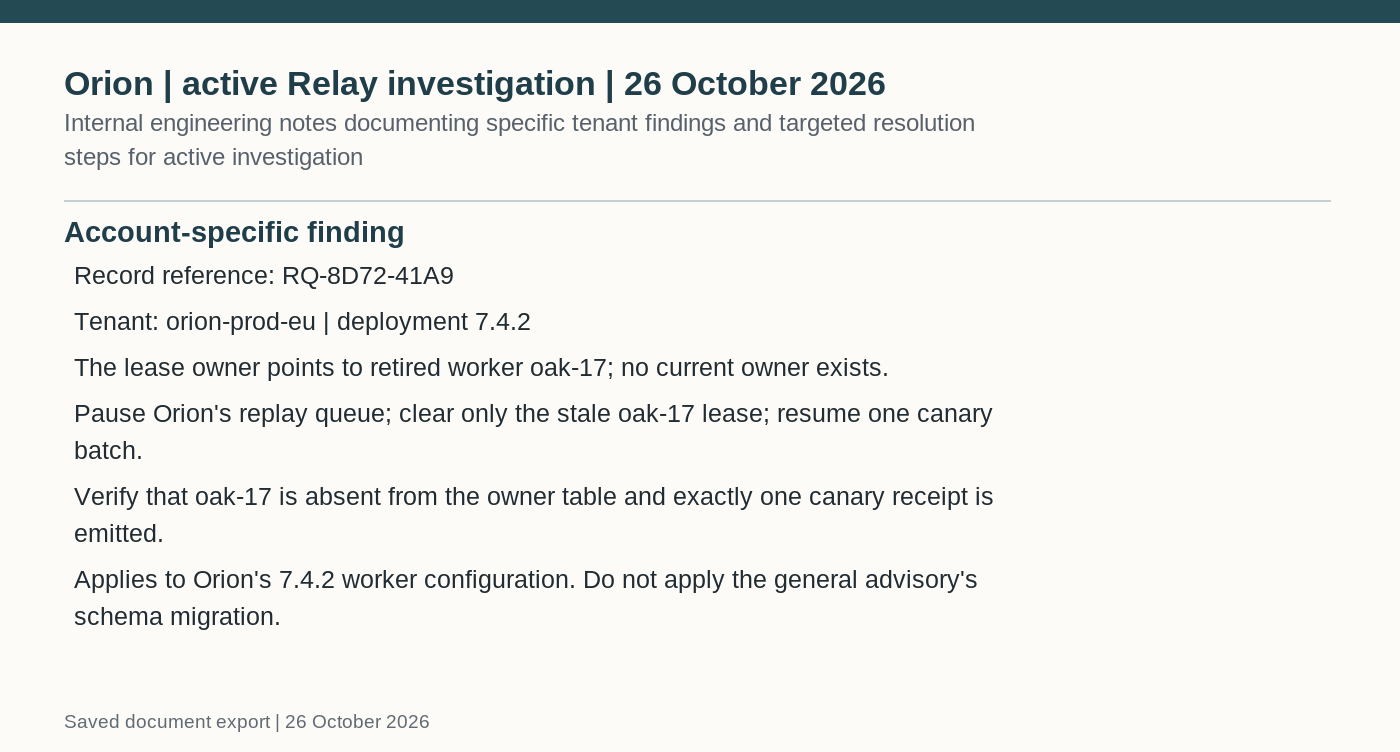 Orion | active Relay investigation | 26 October 2026
Internal engineering notes documenting specific tenant findings and targeted resolution
steps for active investigation
Account-specific finding
Record reference: RQ-8D72-41A9
Tenant: orion-prod-eu | deployment 7.4.2
The lease owner points to retired worker oak-17; no current owner exists.
Pause Orion's replay queue; clear only the stale oak-17 lease; resume one canary
batch.
Verify that oak-17 is absent from the owner table and exactly one canary receipt is
emitted.
Applies to Orion's 7.4.2 worker configuration. Do not apply the general advisory's
schema migration.
Saved document export | 26 October 2026